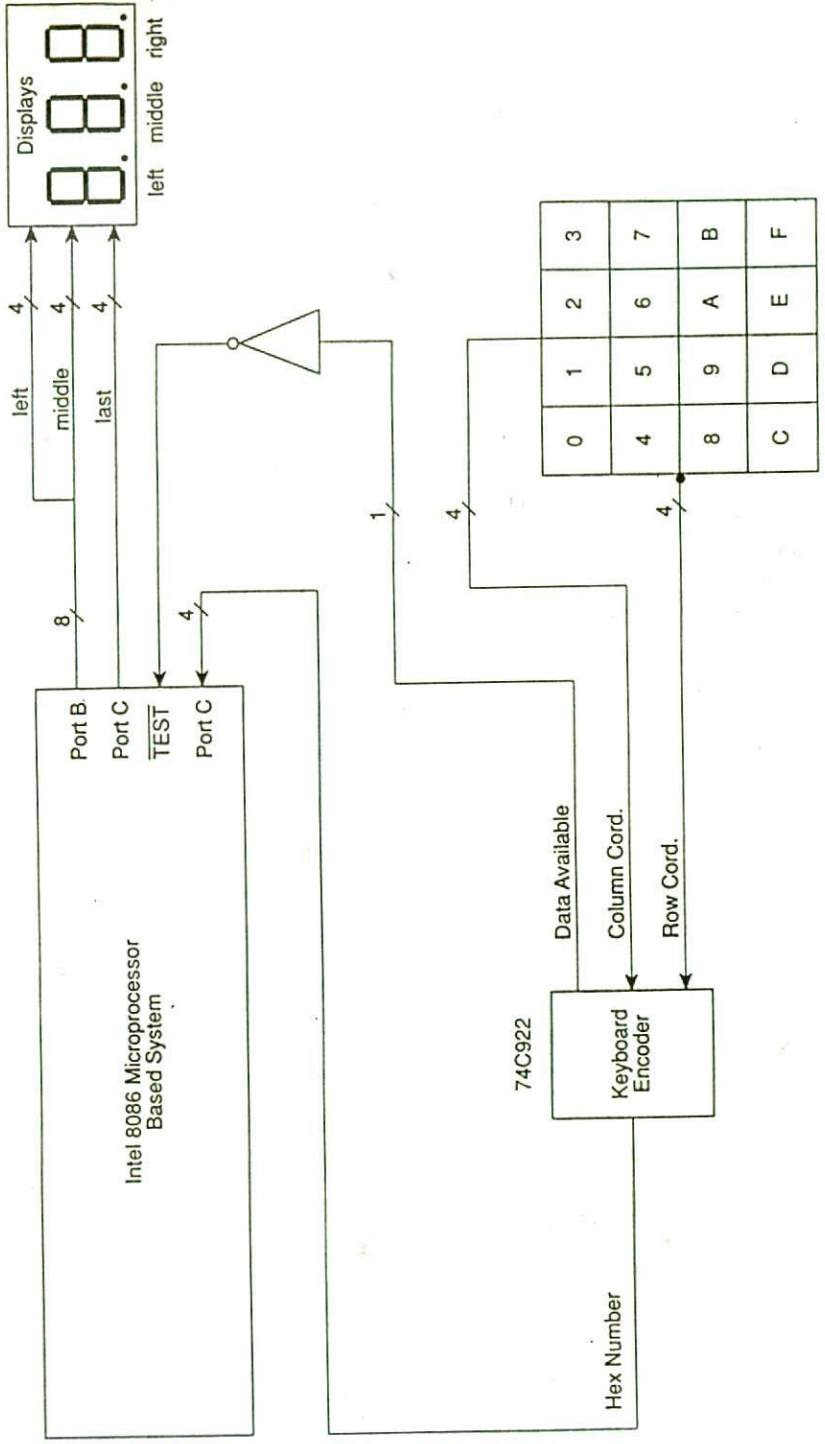 Displays
left middle right
left
4
middle
4
last
4
8
Port B.
Port C
TEST
Port C
4
Intel 8086 Microprocessor
Based System
1
4
4
0 1 2 3
4 5 6 7
8 9 A B
C D E F
Data Available
Column Cord.
Row Cord.
74C922
Keyboard
Encoder
Hex Number